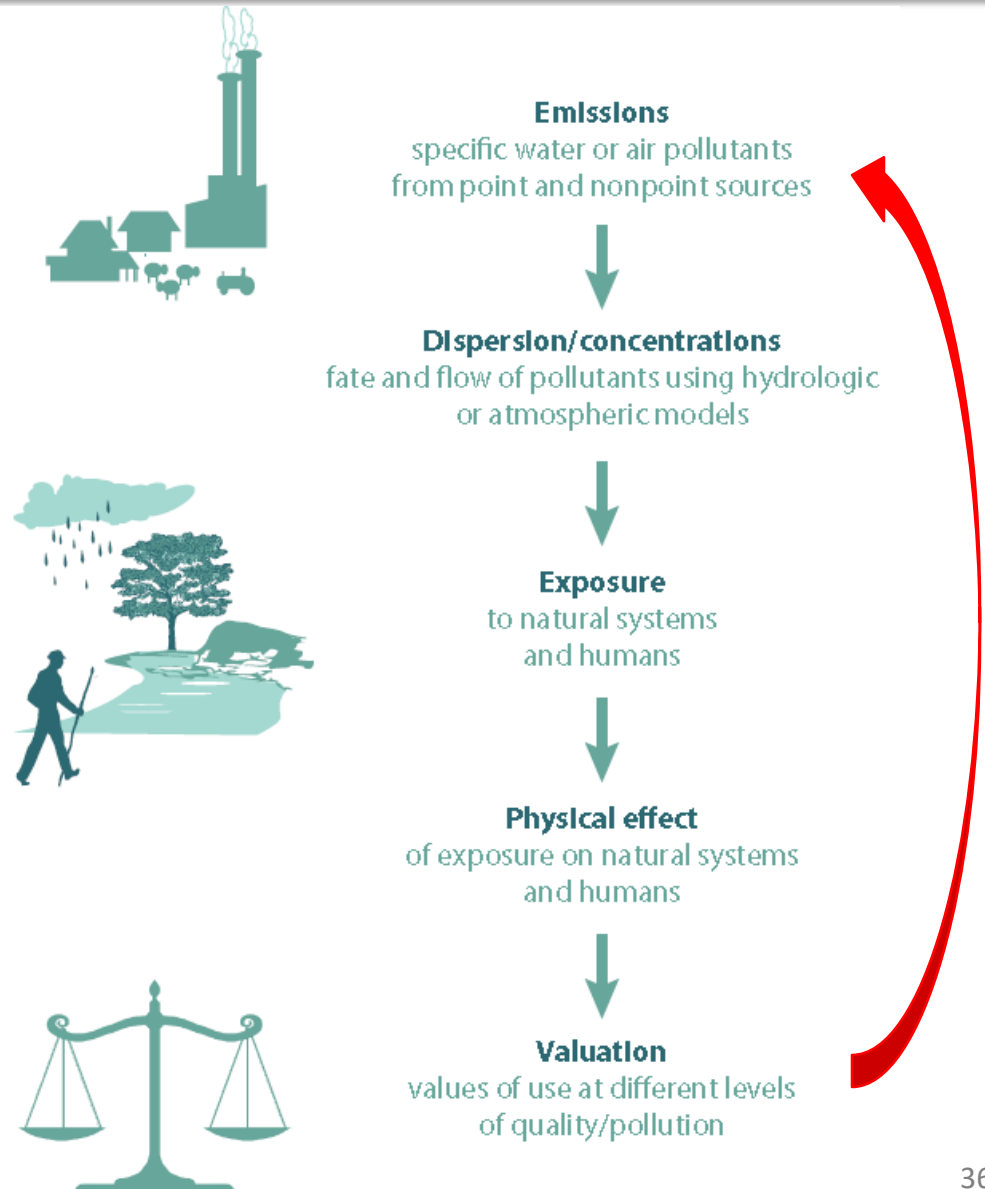 Emissions
specific water or air pollutants
from point and nonpoint sources
Dispersion/concentrations
fate and flow of pollutants using hydrologic
or atmospheric models
Exposure
to natural systems
and humans
Physical effect
of exposure on natural systems
and humans
Valuation
values of use at different levels
of quality/pollution
36